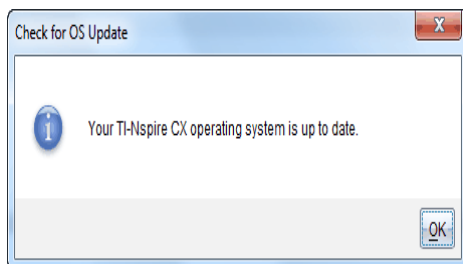 Check for OS Update
Your TI-Nspire CX operating system is up to date.
OK